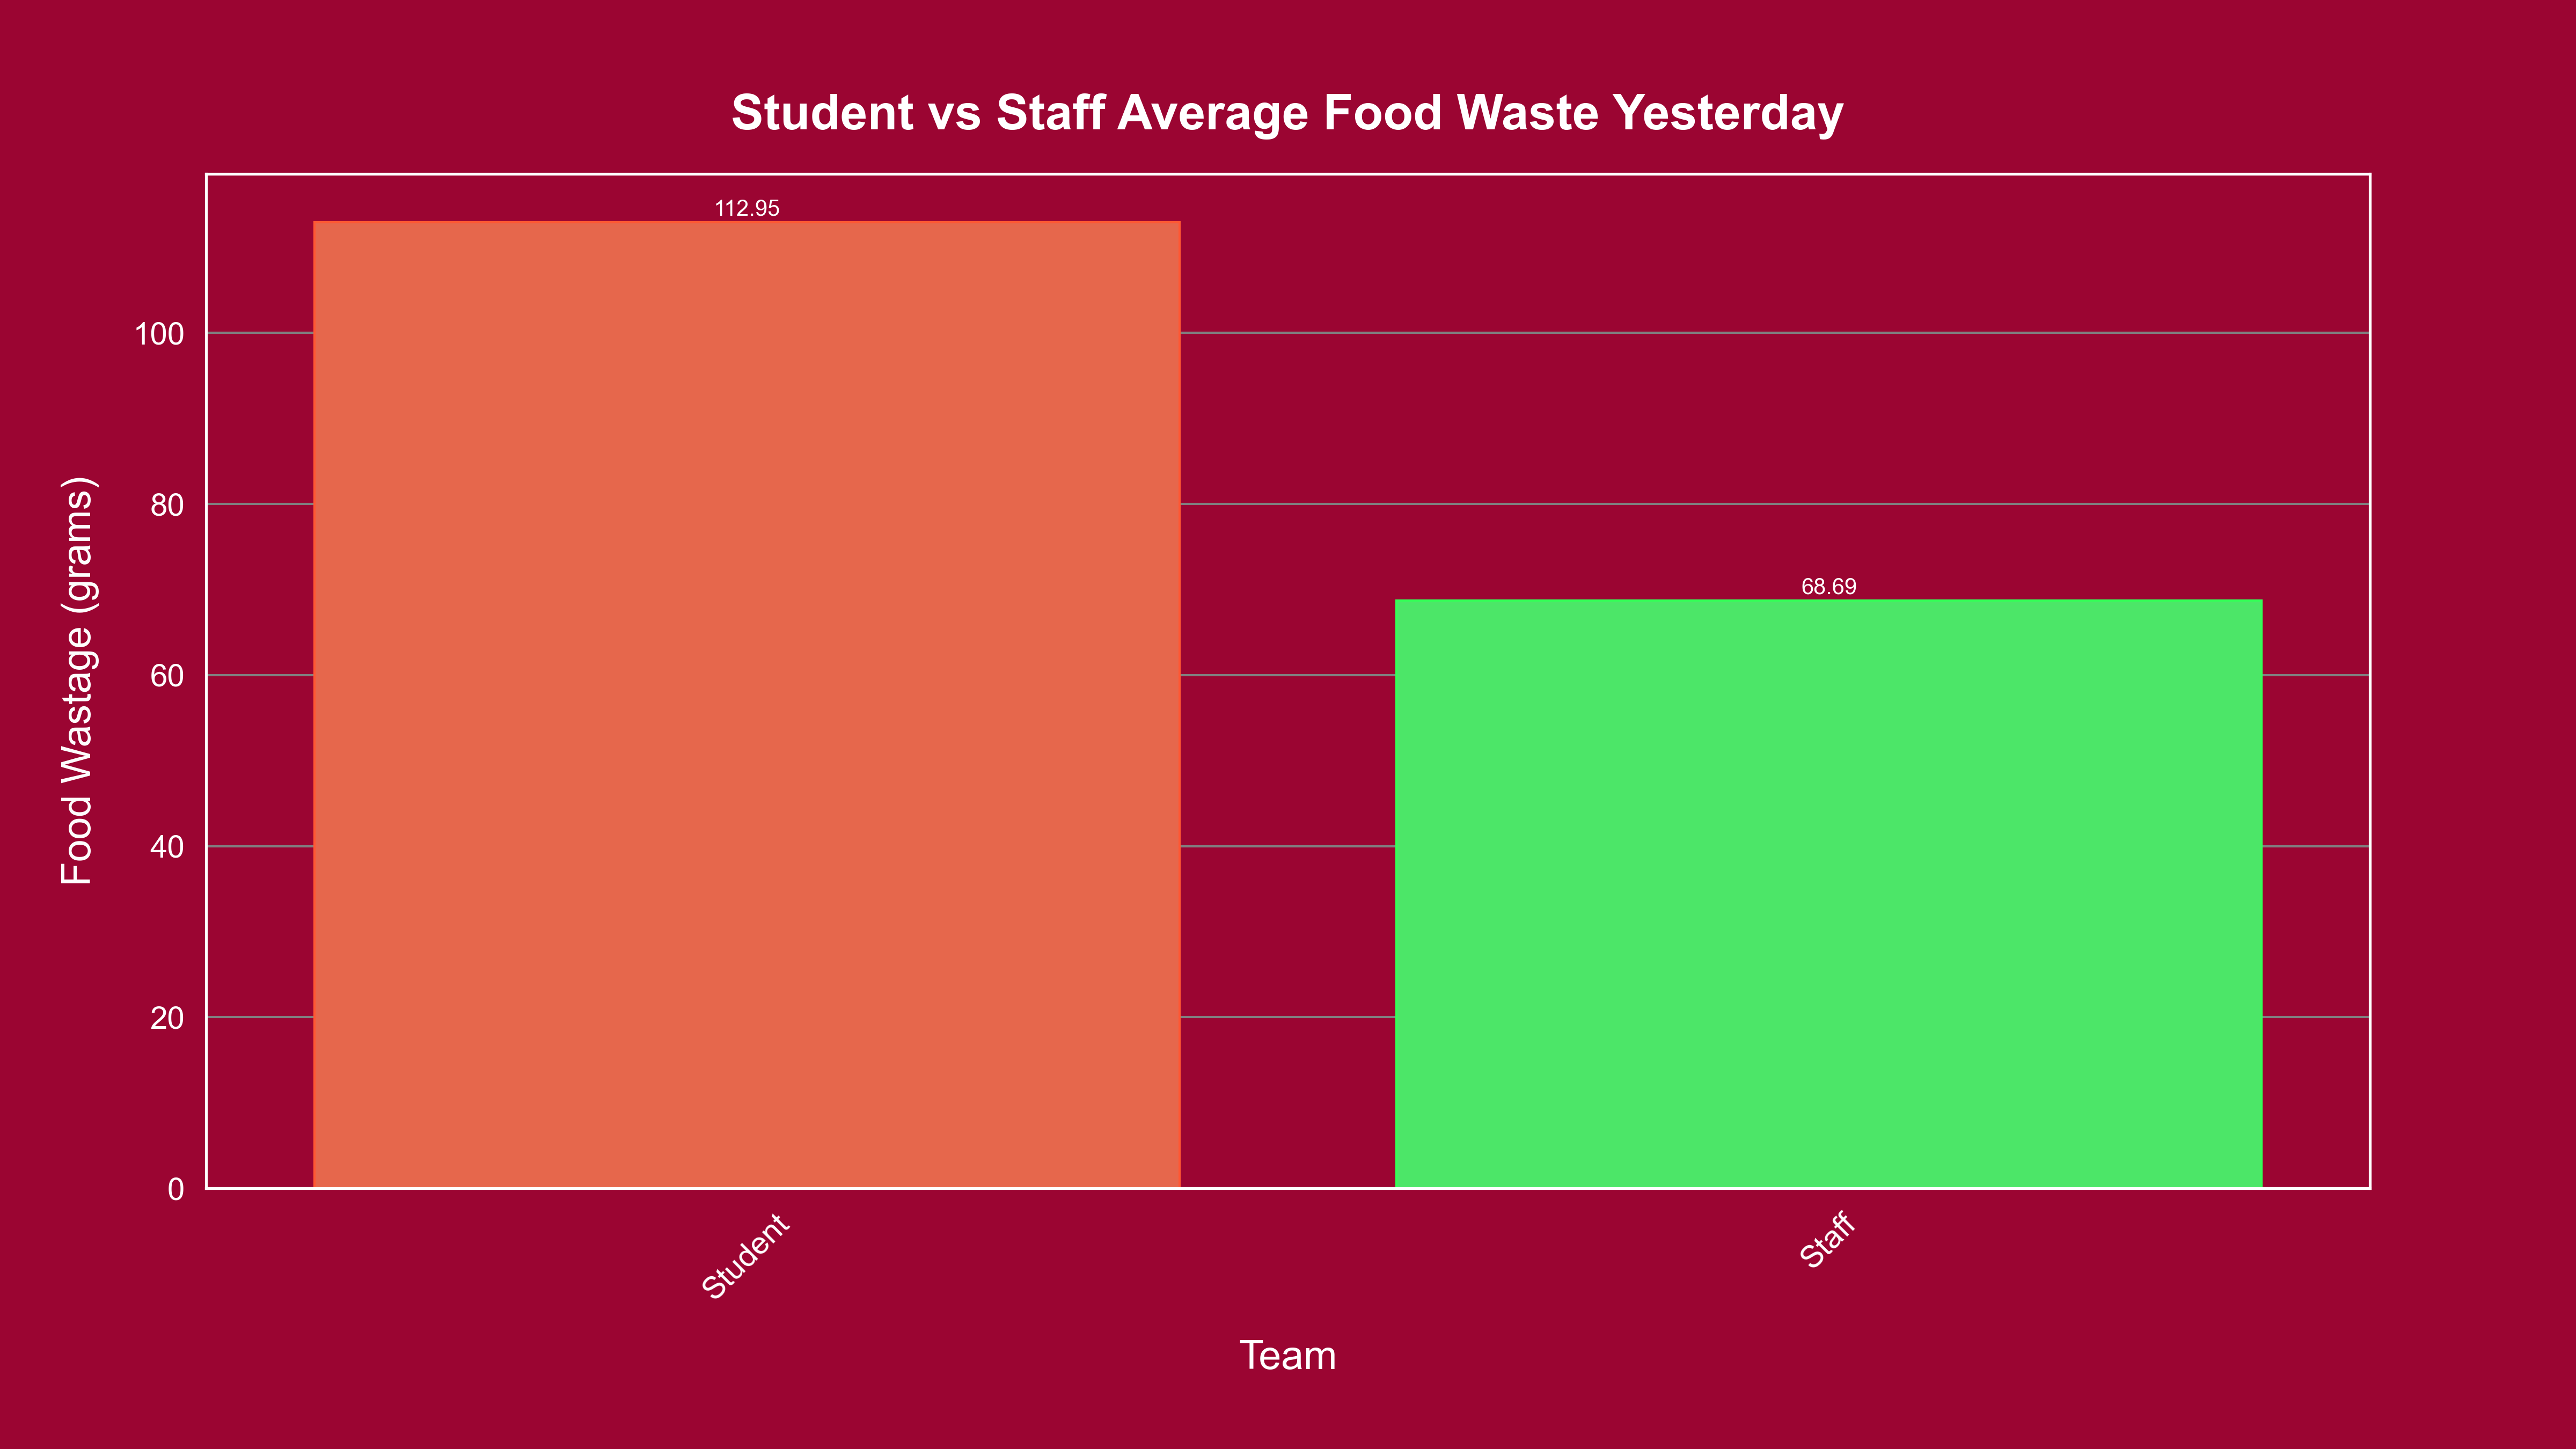 Student vs Staff Average Food Waste Yesterday
112.95
100
80
68.69
60
40
20
0
Food Wastage (grams)
Student
Staff
Team